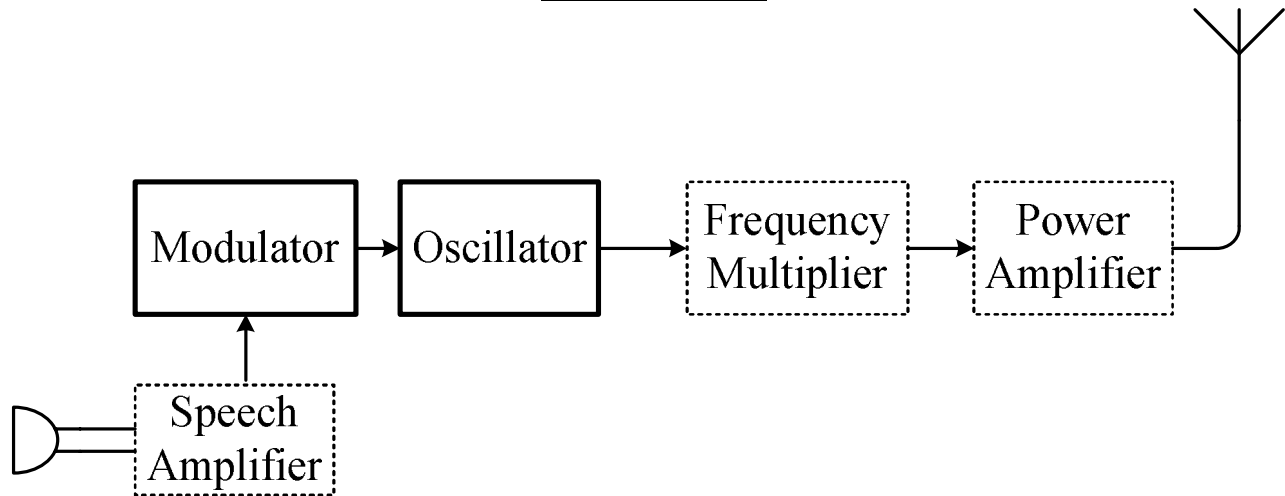 Modulator
Oscillator
Frequency
Multiplier
Power
Amplifier
Speech
Amplifier